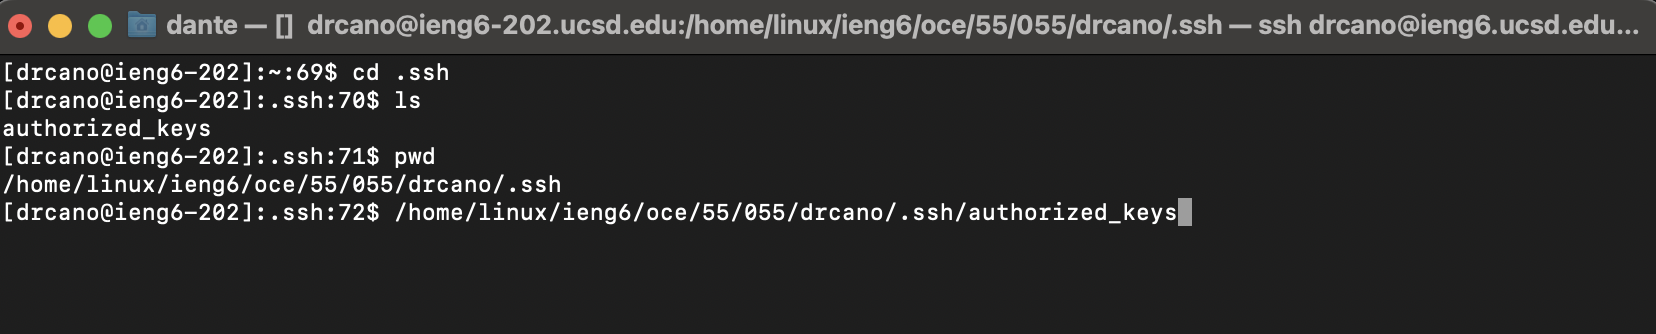 dante — [] drcano@ieng6-202.ucsd.edu:/home/linux/ieng6/oce/55/055/drcano/.ssh — ssh drcano@ieng6.ucsd.edu...
[drcano@ieng6-202]:~:69$ cd .ssh
[drcano@ieng6-202]:.ssh:70$ ls
authorized_keys
[drcano@ieng6-202]:.ssh:71$ pwd
/home/linux/ieng6/oce/55/055/drcano/.ssh
[drcano@ieng6-202]:.ssh:72$ /home/linux/ieng6/oce/55/055/drcano/.ssh/authorized_keys